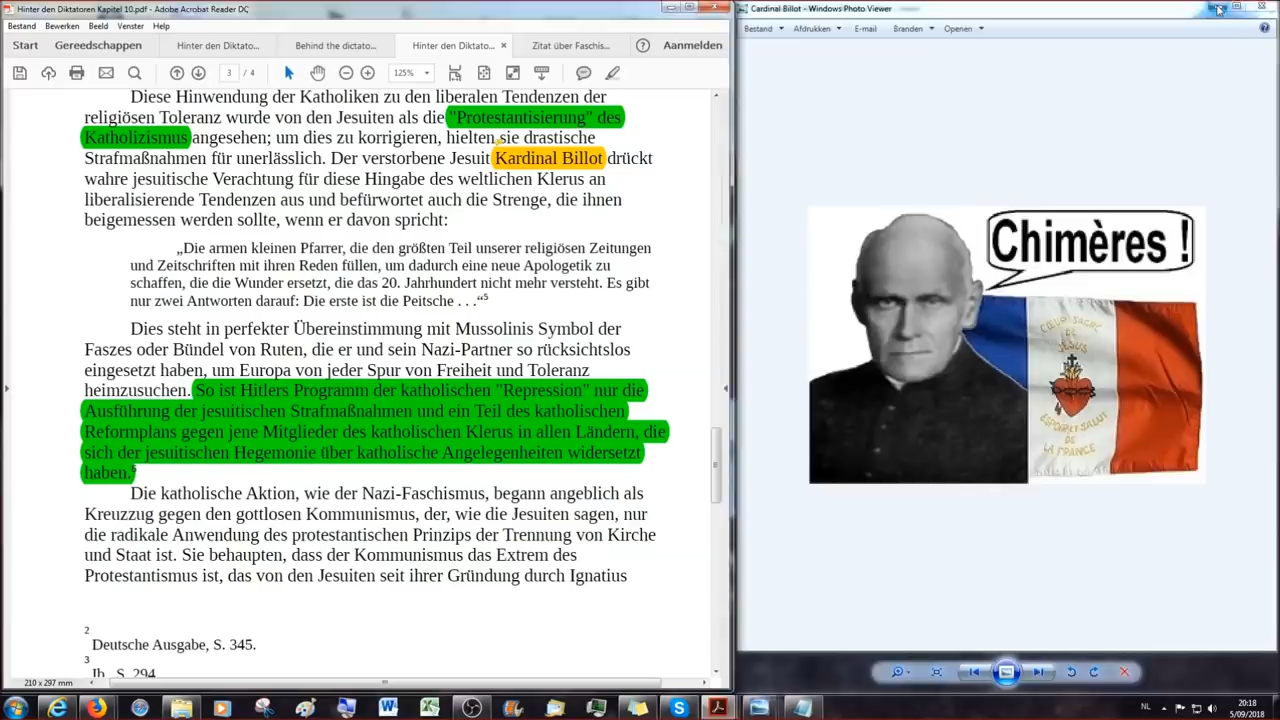 Hinter den Diktatoren Kapitel 10.pdf - Adobe Acrobat Reader DC
Bestand Bewerken Beeld Venster Help
Start Gereedschappen Hinter den Diktato... Behind the dictato... Hinter den Diktato... × Zitat über Faschis... Aanmelden
3 / 4 125%
Diese Hinwendung der Katholiken zu den liberalen Tendenzen der
religiösen Toleranz wurde von den Jesuiten als die "Protestantisierung" des
Katholizismus angesehen; um dies zu korrigieren, hielten sie drastische
Strafmaßnahmen für unerlässlich. Der verstorbene Jesuit Kardinal Billot drückt
wahre jesuitische Verachtung für diese Hingabe des weltlichen Klerus an
liberalisierende Tendenzen aus und befürwortet auch die Strenge, die ihnen
beigemessen werden sollte, wenn er davon spricht:
„Die armen kleinen Pfarrer, die den größten Teil unserer religiösen Zeitungen
und Zeitschriften mit ihren Reden füllen, um dadurch eine neue Apologetik zu
schaffen, die die Wunder ersetzt, die das 20. Jahrhundert nicht mehr versteht. Es gibt
nur zwei Antworten darauf: Die erste ist die Peitsche . . .“5
Dies steht in perfekter Übereinstimmung mit Mussolinis Symbol der
Faszes oder Bündel von Ruten, die er und sein Nazi-Partner so rücksichtslos
eingesetzt haben, um Europa von jeder Spur von Freiheit und Toleranz
heimzusuchen. So ist Hitlers Programm der katholischen "Repression" nur die
Ausführung der jesuitischen Strafmaßnahmen und ein Teil des katholischen
Reformplans gegen jene Mitglieder des katholischen Klerus in allen Ländern, die
sich der jesuitischen Hegemonie über katholische Angelegenheiten widersetzt
haben.6
Die katholische Aktion, wie der Nazi-Faschismus, begann angeblich als
Kreuzzug gegen den gottlosen Kommunismus, der, wie die Jesuiten sagen, nur
die radikale Anwendung des protestantischen Prinzips der Trennung von Kirche
und Staat ist. Sie behaupten, dass der Kommunismus das Extrem des
Protestantismus ist, das von den Jesuiten seit ihrer Gründung durch Ignatius
2
Deutsche Ausgabe, S. 345.
3
Ib. S. 294
210 x 297 mm
Cardinal Billot - Windows Photo Viewer
Bestand Afdrukken E-mail Branden Openen
Chimères !
CŒUR SACRÉ
DE
JÉSUS
ESPOIR ET SALUT
DE
LA FRANCE
NL 20:18
5/09/2018